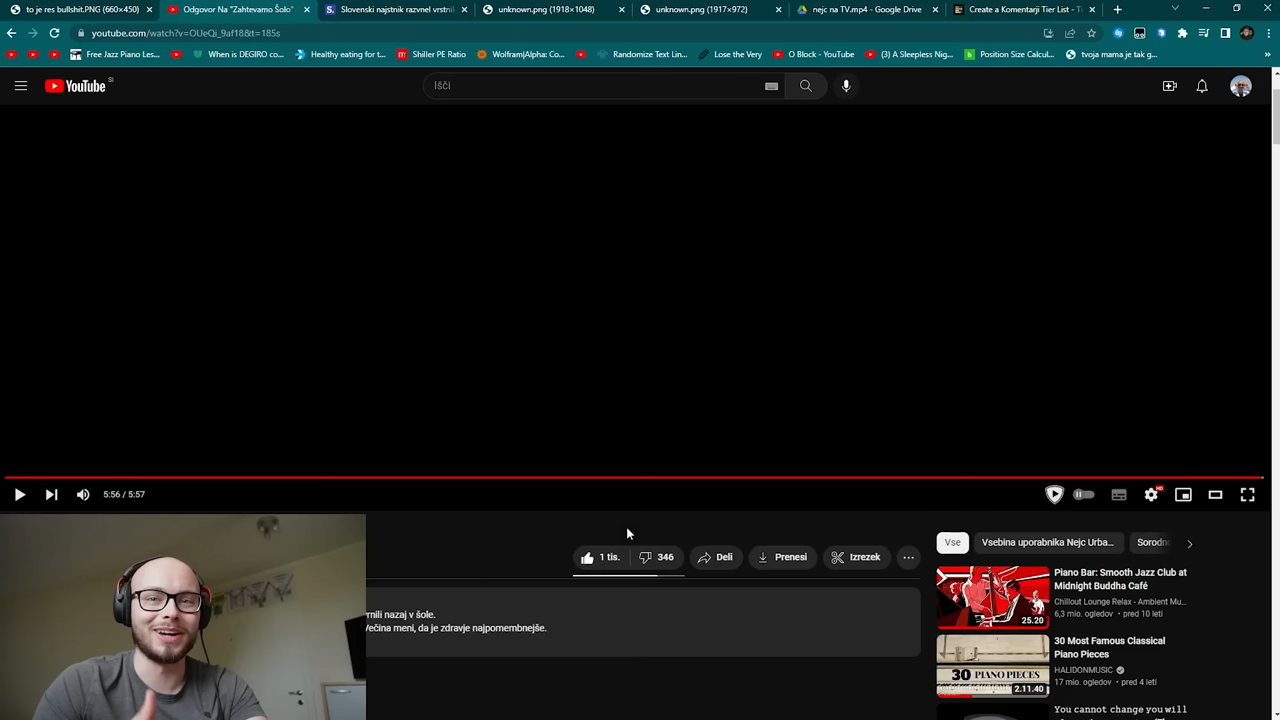 to je res bullshit.PNG (660×450)
Odgovor Na "Zahtevamo Šolo"
Slovenski najstnik razvnel vrstnik
unknown.png (1918×1048)
unknown.png (1917×972)
nejc na TV.mp4 - Google Drive
Create a Komentarji Tier List - Ti
youtube.com/watch?v=OUeQi_9af18&t=185s
Free Jazz Piano Les...
When is DEGIRO co...
Healthy eating for t...
Shiller PE Ratio
Wolfram|Alpha: Co...
Randomize Text Lin...
Lose the Very
O Block - YouTube
(3) A Sleepless Nig...
Position Size Calcul...
tvoja mama je tak g...
YouTube SI
Išči
5:56 / 5:57
HD
1 tis.
346
Deli
Prenesi
Izrezek
Vse
Vsebina uporabnika Nejc Urba...
Sorodn
rnili nazaj v šole.
Večina meni, da je zdravje najpomembnejše.
Piano Bar: Smooth Jazz Club at
Midnight Buddha Café
Chillout Lounge Relax - Ambient Mu...
6,3 mio. ogledov • pred 10 leti
25.20
30 Most Famous Classical
Piano Pieces
HALIDONMUSIC
17 mio. ogledov • pred 4 leti
30 PIANO PIECES
2.11.40
You cannot change you will